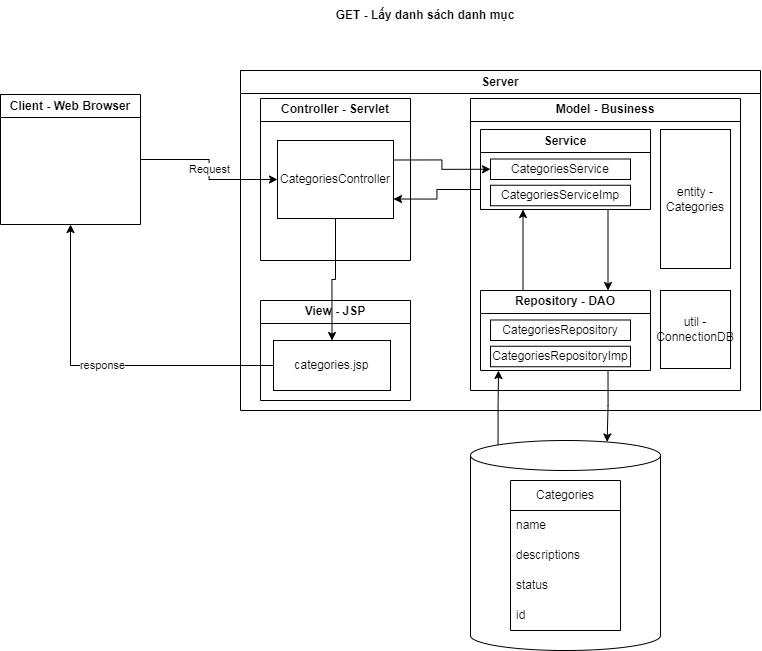 GET - Lấy danh sách danh mục
Server
Client - Web Browser
Controller - Servlet
Model - Business
Service
Request
CategoriesController
CategoriesService
CategoriesServiceImp
entity -
Categories
View - JSP
Repository - DAO
CategoriesRepository
CategoriesRepositoryImp
util -
ConnectionDB
response
categories.jsp
Categories
name
descriptions
status
id